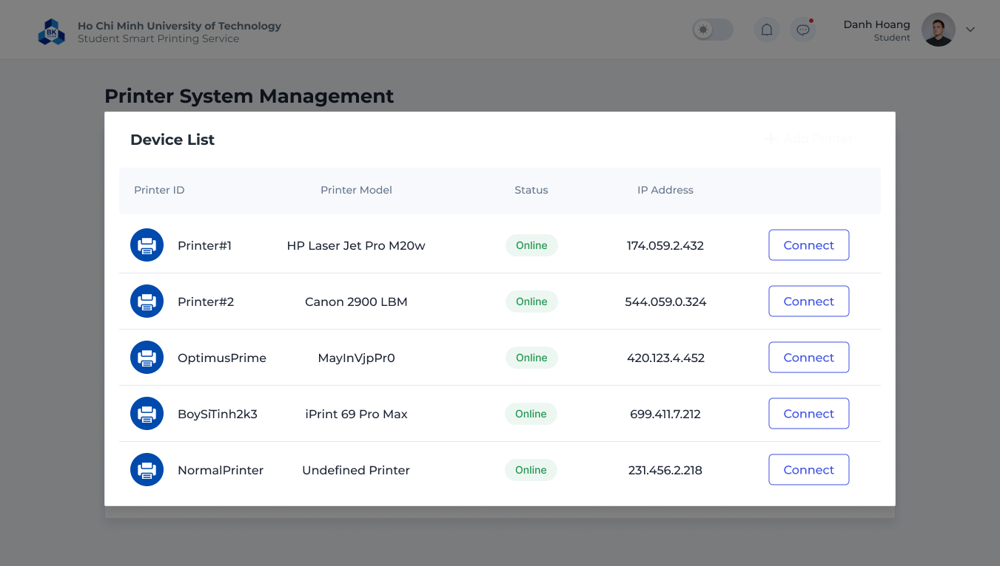 BK
Ho Chi Minh University of Technology
Student Smart Printing Service
Danh Hoang
Student
Printer System Management
Device List
Add Printer
Printer ID Printer Model Status IP Address
Printer#1 HP Laser Jet Pro M20w Online 174.059.2.432 Connect
Printer#2 Canon 2900 LBM Online 544.059.0.324 Connect
OptimusPrime MayInVjpPr0 Online 420.123.4.452 Connect
BoySiTinh2k3 iPrint 69 Pro Max Online 699.411.7.212 Connect
NormalPrinter Undefined Printer Online 231.456.2.218 Connect